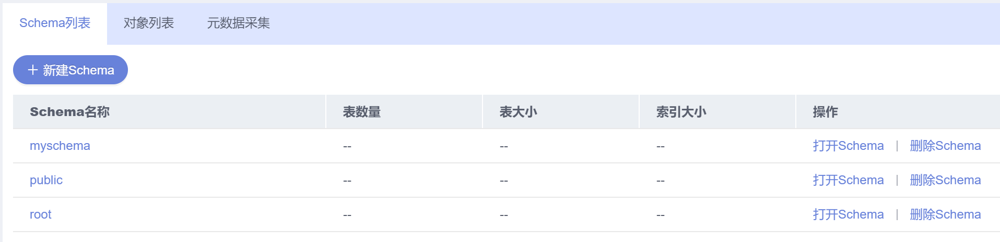 Schema列表 对象列表 元数据采集
新建Schema
Schema名称 表数量 表大小 索引大小 操作
myschema -- -- -- 打开Schema | 删除Schema
public -- -- -- 打开Schema | 删除Schema
root -- -- -- 打开Schema | 删除Schema